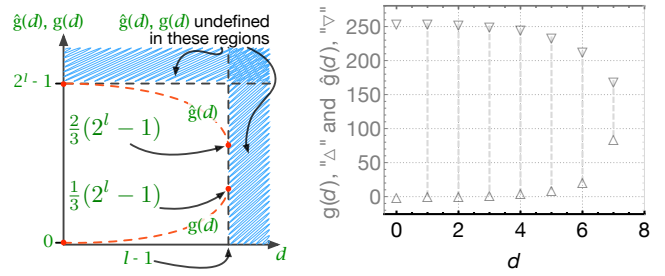 ĝ(d), g(d)
ĝ(d), g(d) undefined
in these regions
2^l - 1
ĝ(d)
2/3(2^l − 1)
1/3(2^l − 1)
g(d)
0
d
l - 1
g(d), "△" and ĝ(d), "▽"
250
200
150
100
50
0
0 2 4 6 8
d